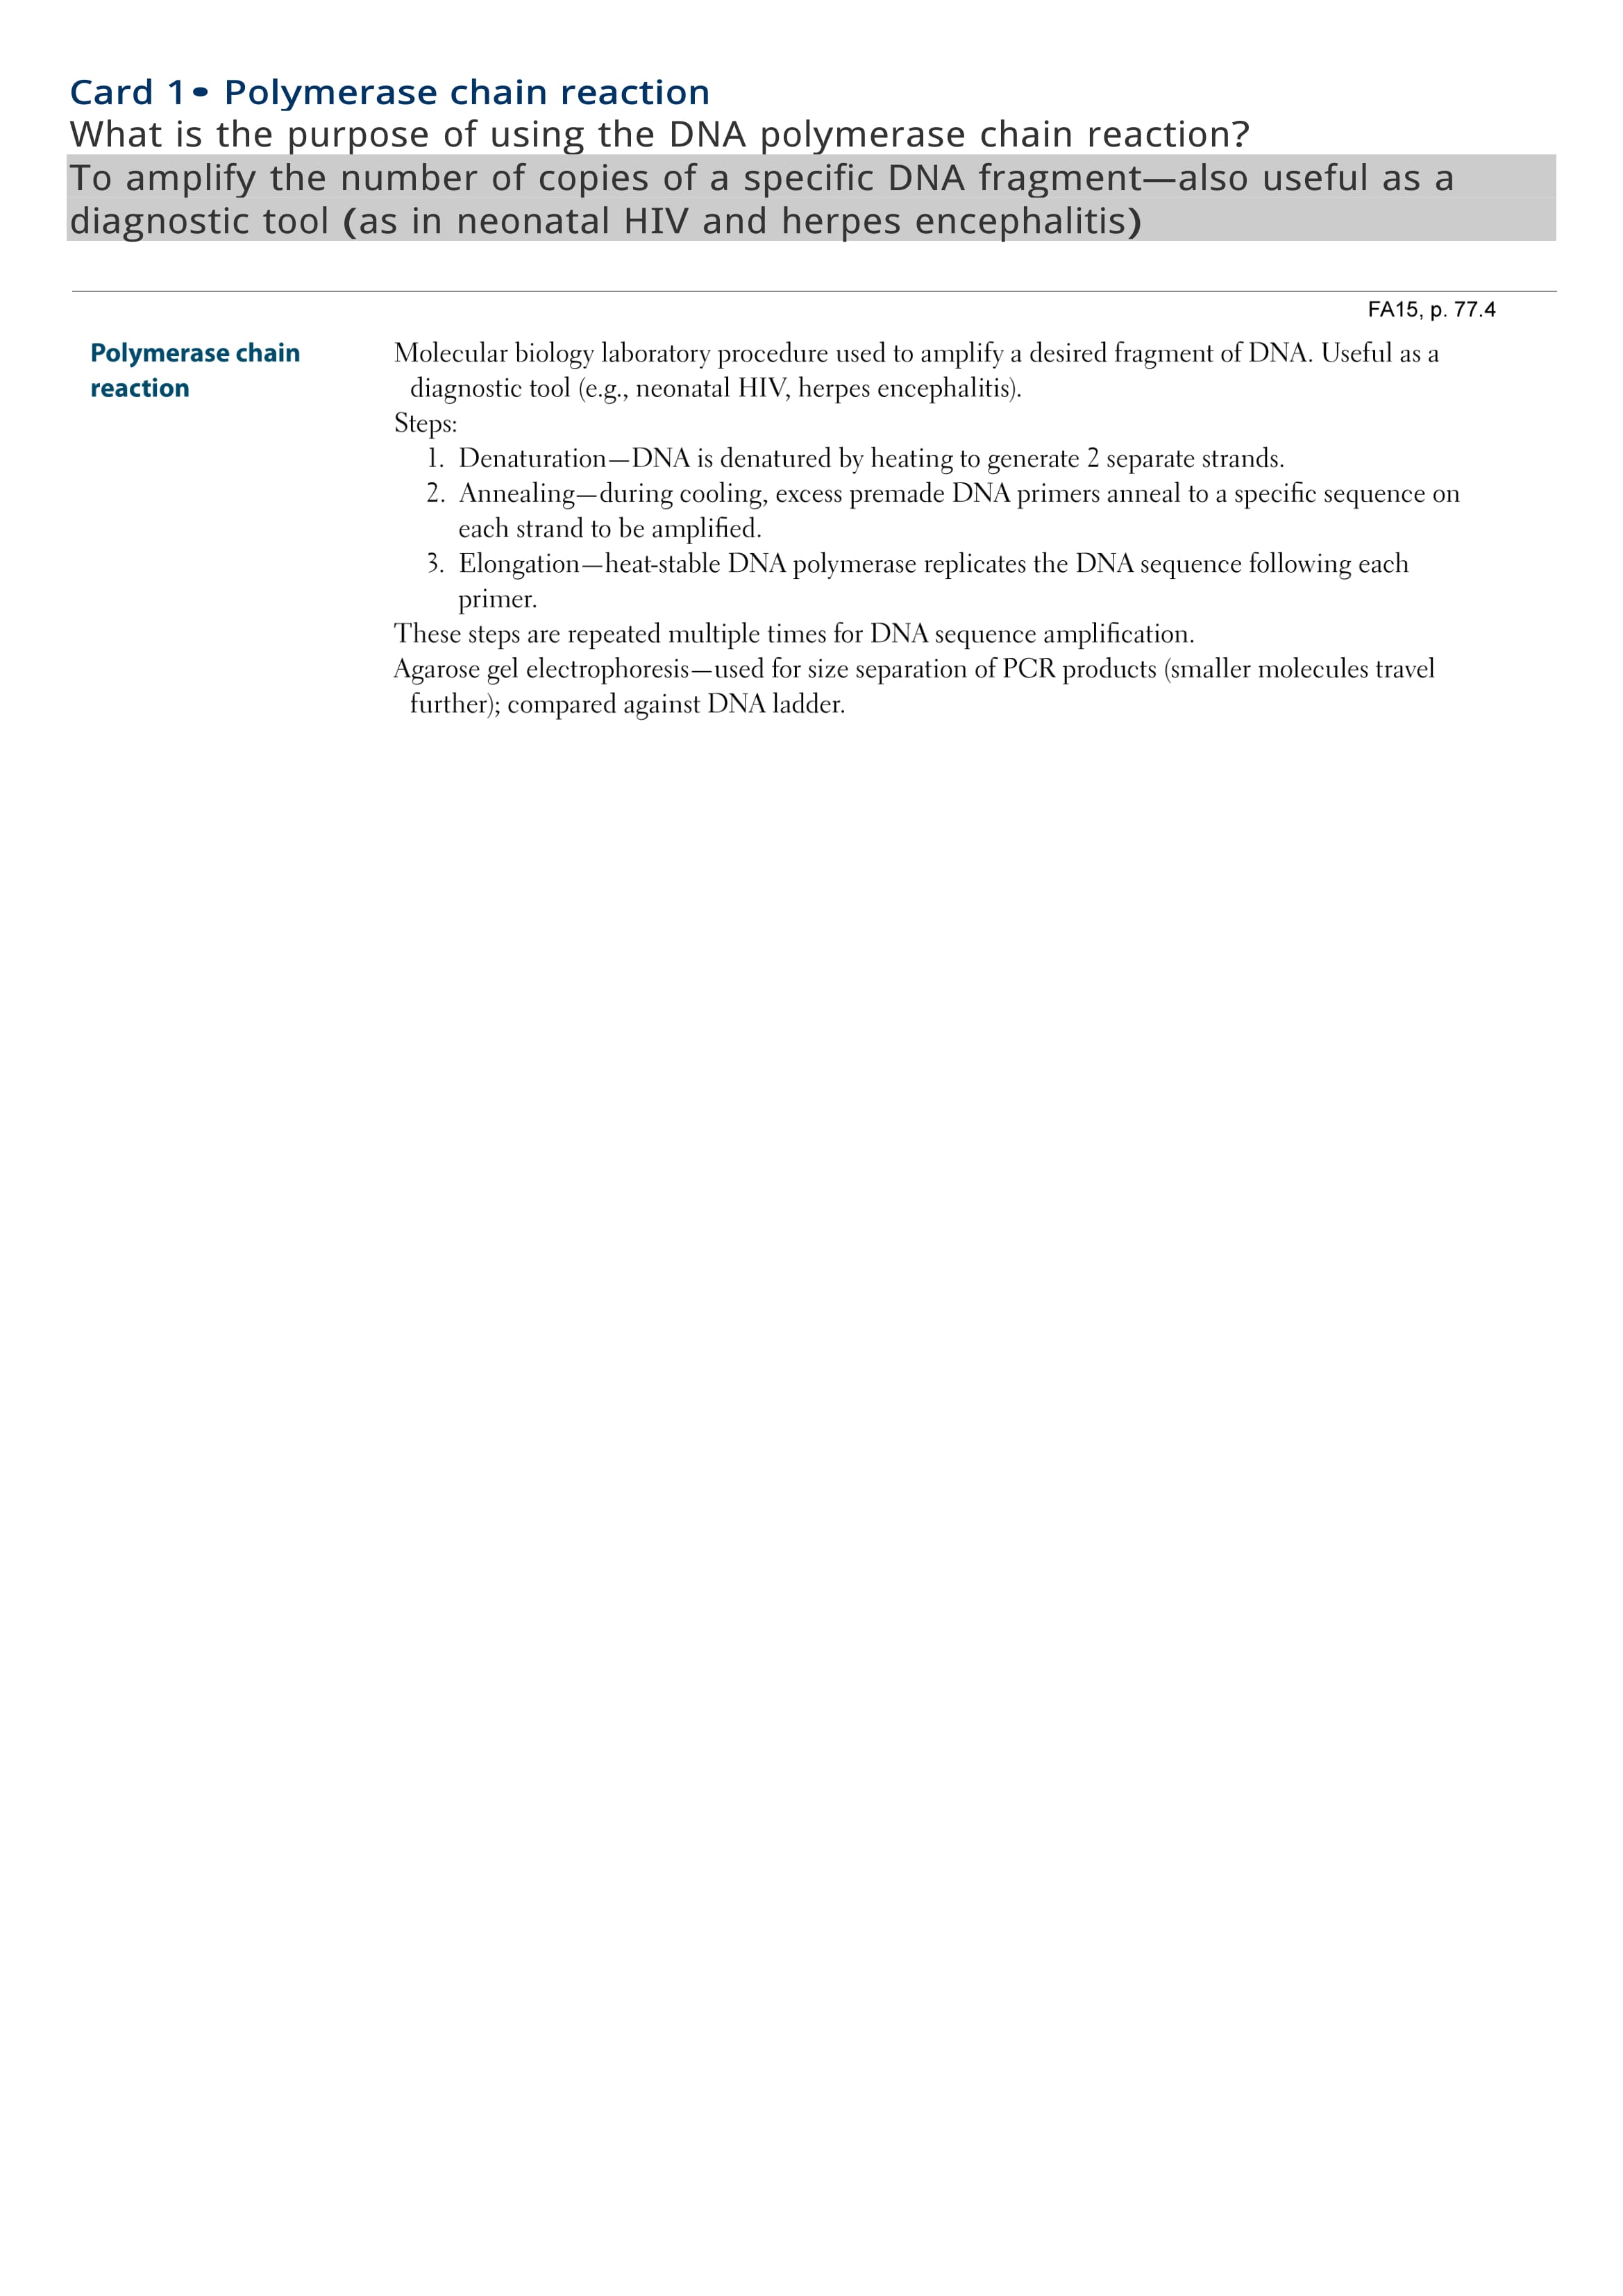 Card 1• Polymerase chain reaction
What is the purpose of using the DNA polymerase chain reaction?
To amplify the number of copies of a specific DNA fragment—also useful as a
diagnostic tool (as in neonatal HIV and herpes encephalitis)
FA15, p. 77.4
Polymerase chain
reaction
Molecular biology laboratory procedure used to amplify a desired fragment of DNA. Useful as a
diagnostic tool (e.g., neonatal HIV, herpes encephalitis).
Steps:
1. Denaturation—DNA is denatured by heating to generate 2 separate strands.
2. Annealing—during cooling, excess premade DNA primers anneal to a specific sequence on
each strand to be amplified.
3. Elongation—heat-stable DNA polymerase replicates the DNA sequence following each
primer.
These steps are repeated multiple times for DNA sequence amplification.
Agarose gel electrophoresis—used for size separation of PCR products (smaller molecules travel
further); compared against DNA ladder.